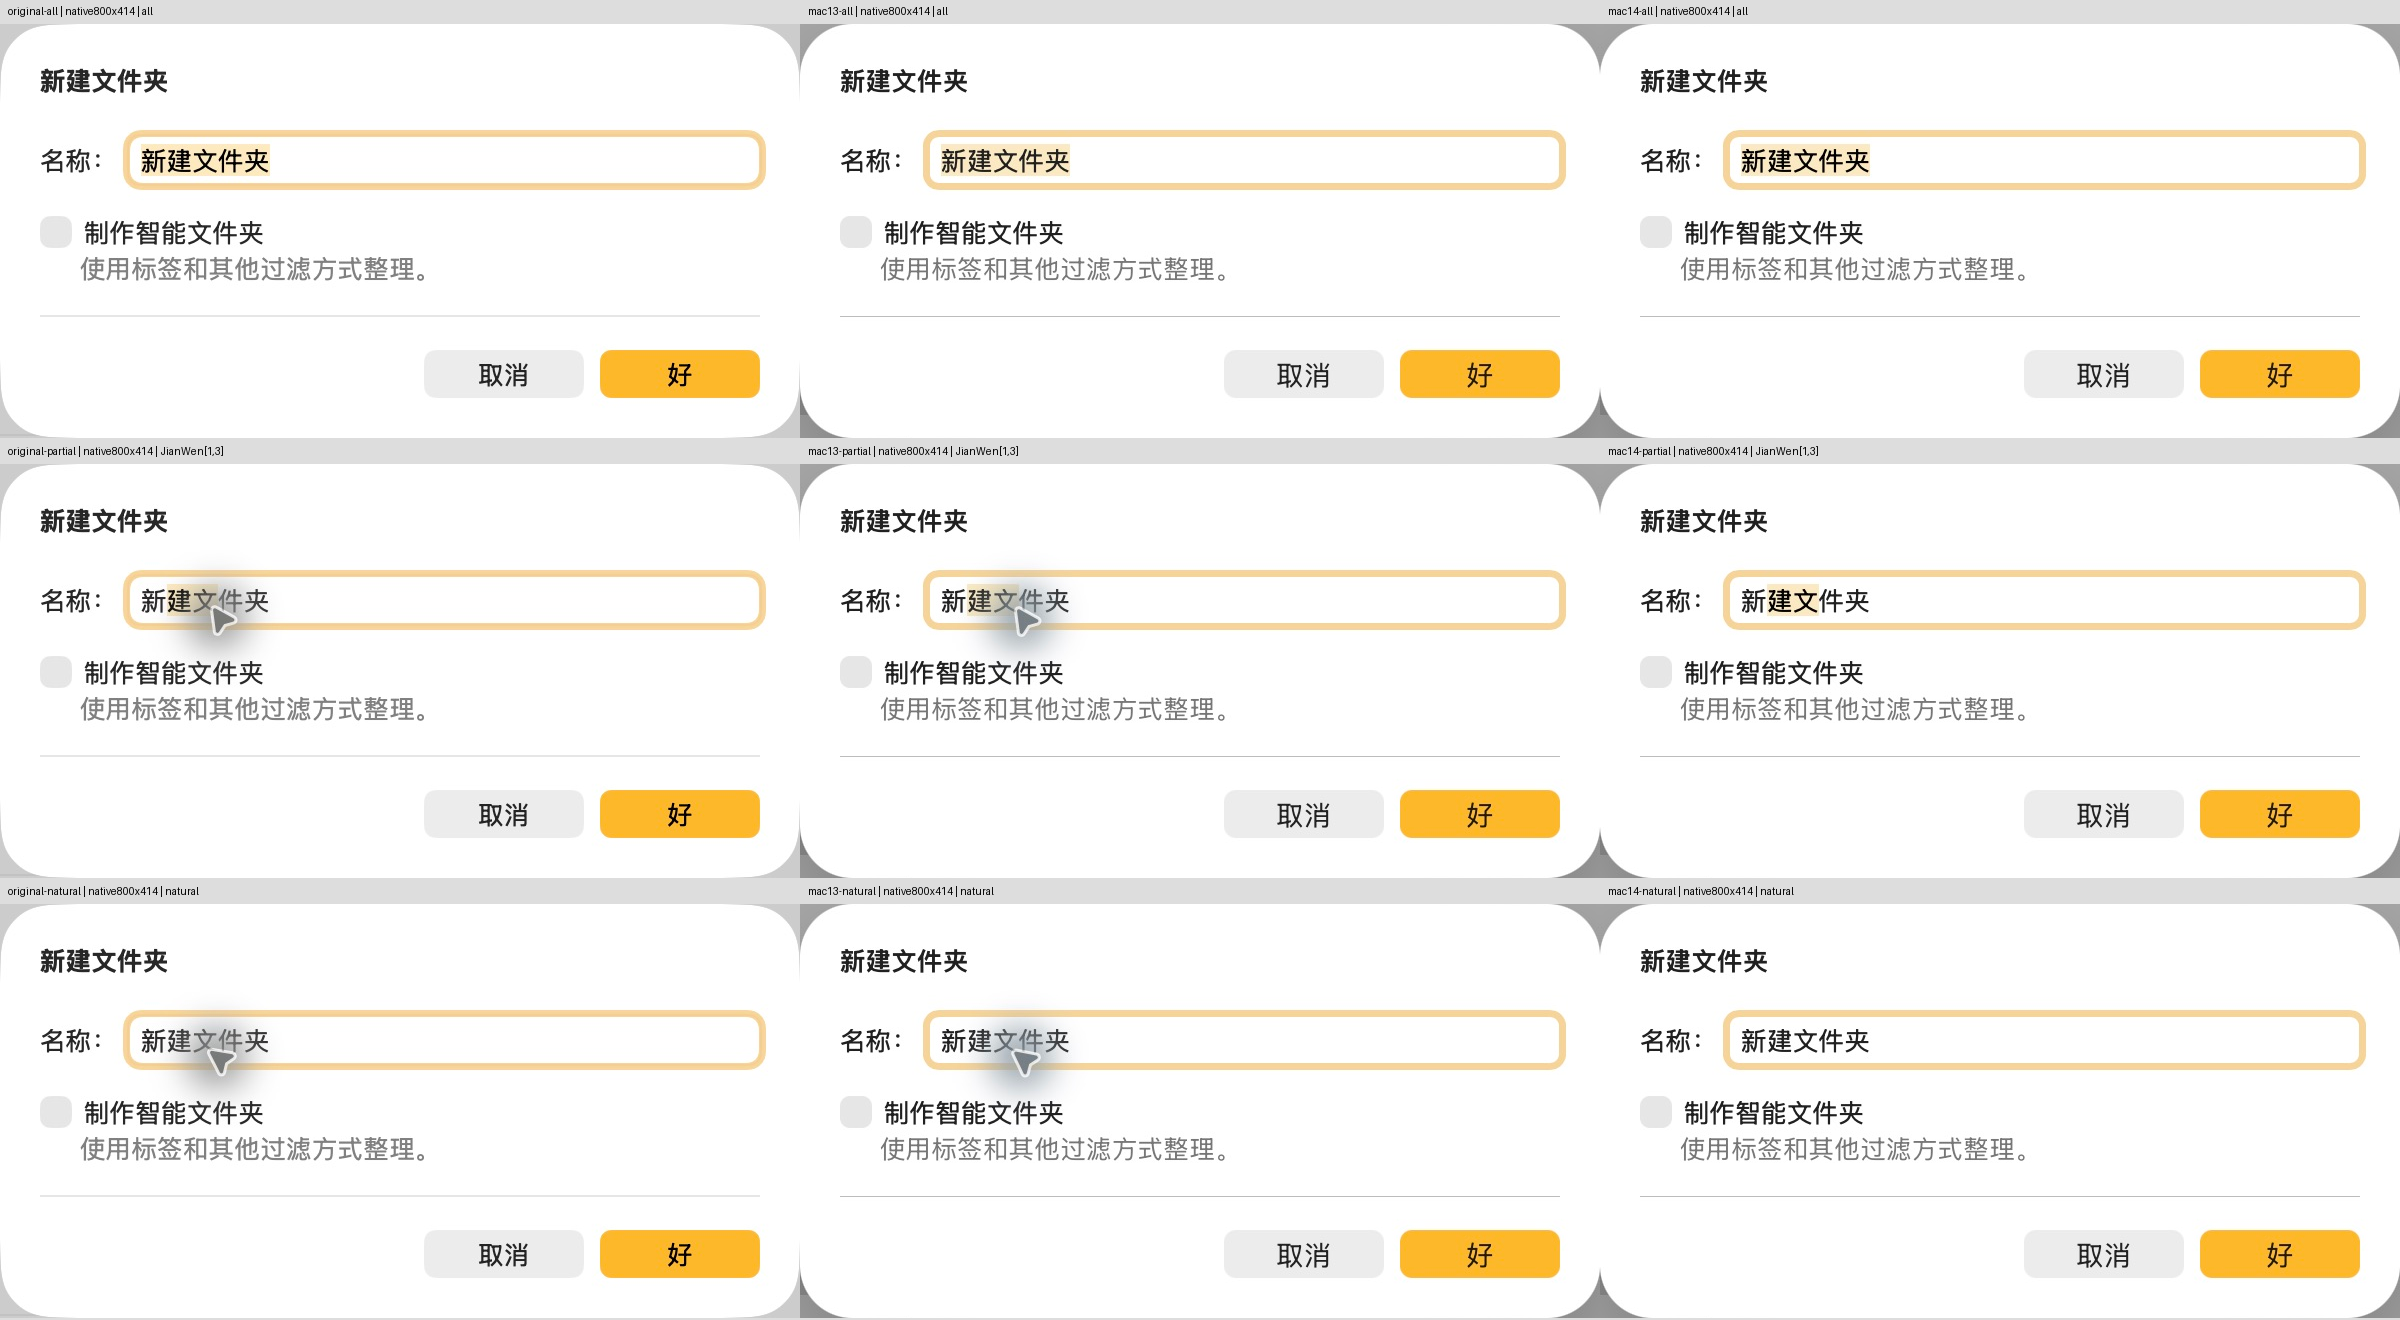 original-all | native800x414 | all
mac13-all | native800x414 | all
mac14-all | native800x414 | all
新建文件夹
名称：
新建文件夹
制作智能文件夹
使用标签和其他过滤方式整理。
取消
好
新建文件夹
名称：
新建文件夹
制作智能文件夹
使用标签和其他过滤方式整理。
取消
好
新建文件夹
名称：
新建文件夹
制作智能文件夹
使用标签和其他过滤方式整理。
取消
好
original-partial | native800x414 | JianWen[1,3]
mac13-partial | native800x414 | JianWen[1,3]
mac14-partial | native800x414 | JianWen[1,3]
新建文件夹
名称：
新建文件夹
制作智能文件夹
使用标签和其他过滤方式整理。
取消
好
新建文件夹
名称：
新建文件夹
制作智能文件夹
使用标签和其他过滤方式整理。
取消
好
新建文件夹
名称：
新建文件夹
制作智能文件夹
使用标签和其他过滤方式整理。
取消
好
original-natural | native800x414 | natural
mac13-natural | native800x414 | natural
mac14-natural | native800x414 | natural
新建文件夹
名称：
新建文件夹
制作智能文件夹
使用标签和其他过滤方式整理。
取消
好
新建文件夹
名称：
新建文件夹
制作智能文件夹
使用标签和其他过滤方式整理。
取消
好
新建文件夹
名称：
新建文件夹
制作智能文件夹
使用标签和其他过滤方式整理。
取消
好